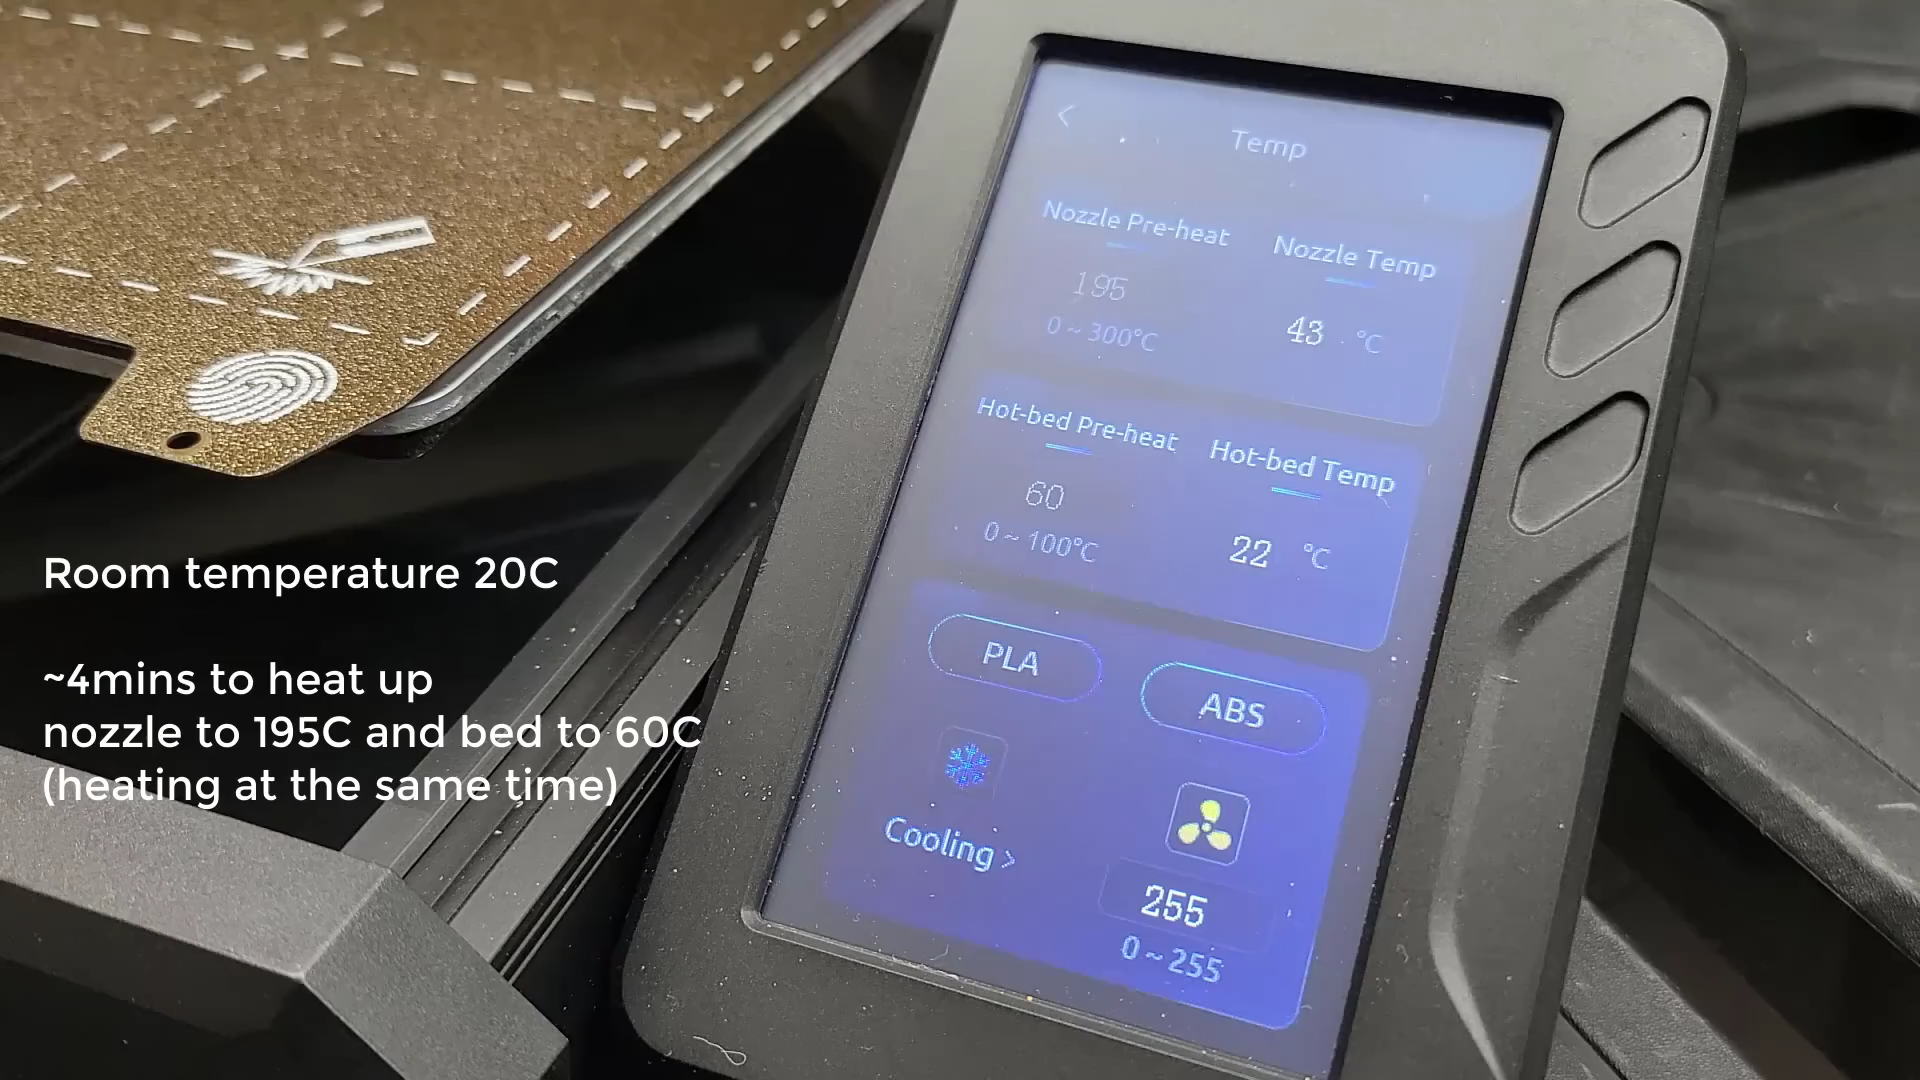 <
Temp
Nozzle Pre-heat
Nozzle Temp
195
43 °C
0 ~ 300°C
Hot-bed Pre-heat
Hot-bed Temp
60
22 °C
0 ~ 100°C
PLA
ABS
Cooling >
255
0 ~ 255
Room temperature 20C
~4mins to heat up
nozzle to 195C and bed to 60C
(heating at the same time)